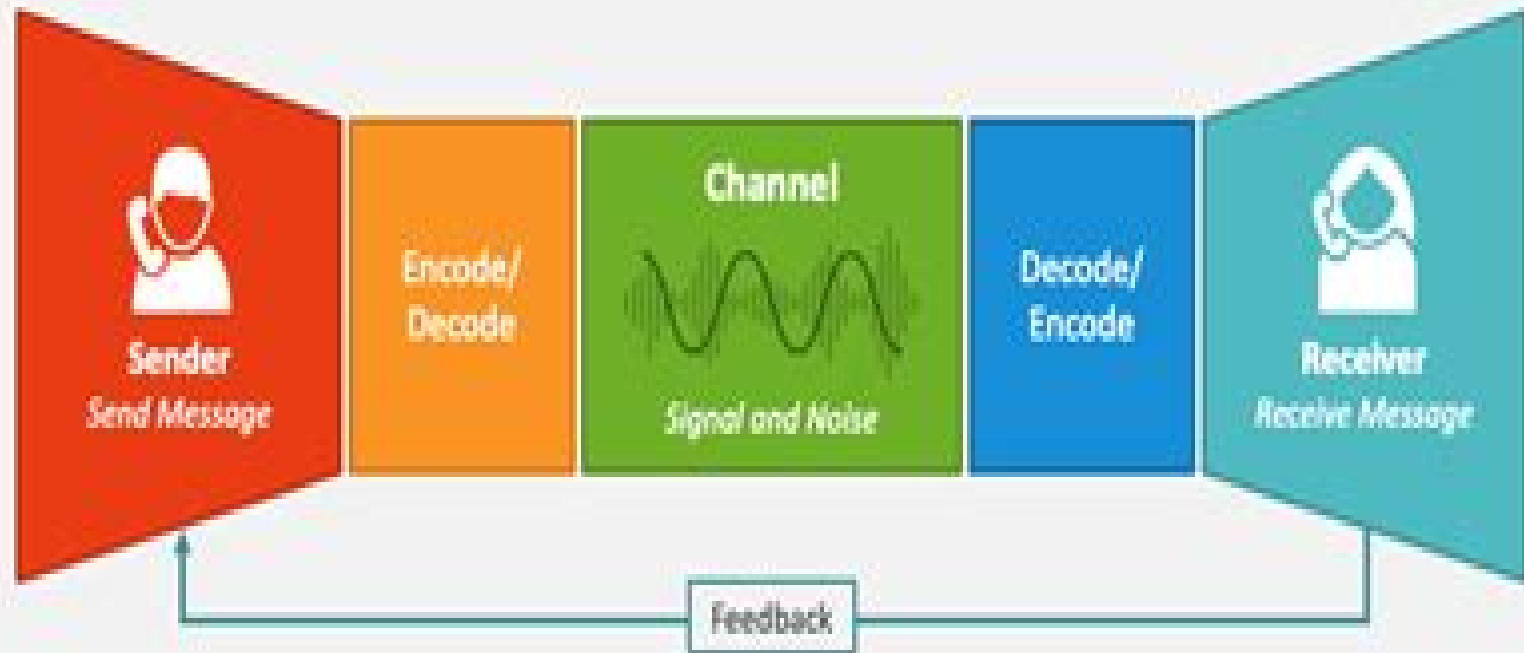 Sender
Send Message
Encode/
Decode
Channel
Signal and Noise
Decode/
Encode
Receiver
Receive Message
Feedback